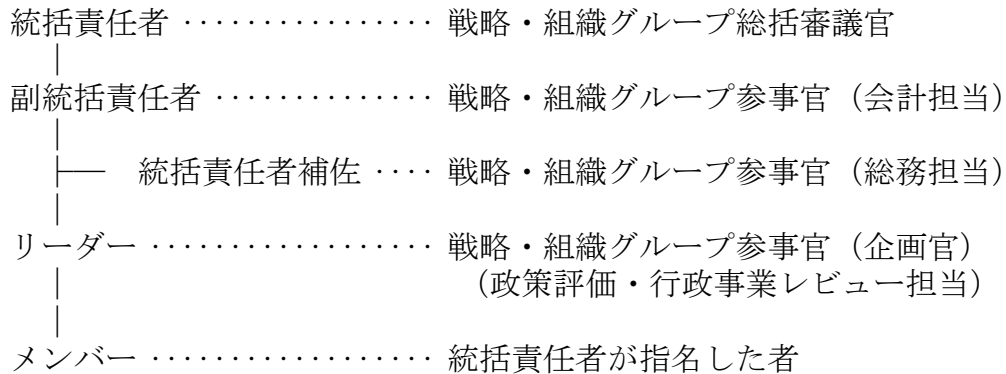 統括責任者 ················ 戦略・組織グループ総括審議官
副統括責任者 ·············· 戦略・組織グループ参事官（会計担当）
統括責任者補佐 ···· 戦略・組織グループ参事官（総務担当）
リーダー ·················· 戦略・組織グループ参事官（企画官）
（政策評価・行政事業レビュー担当）
メンバー ·················· 統括責任者が指名した者